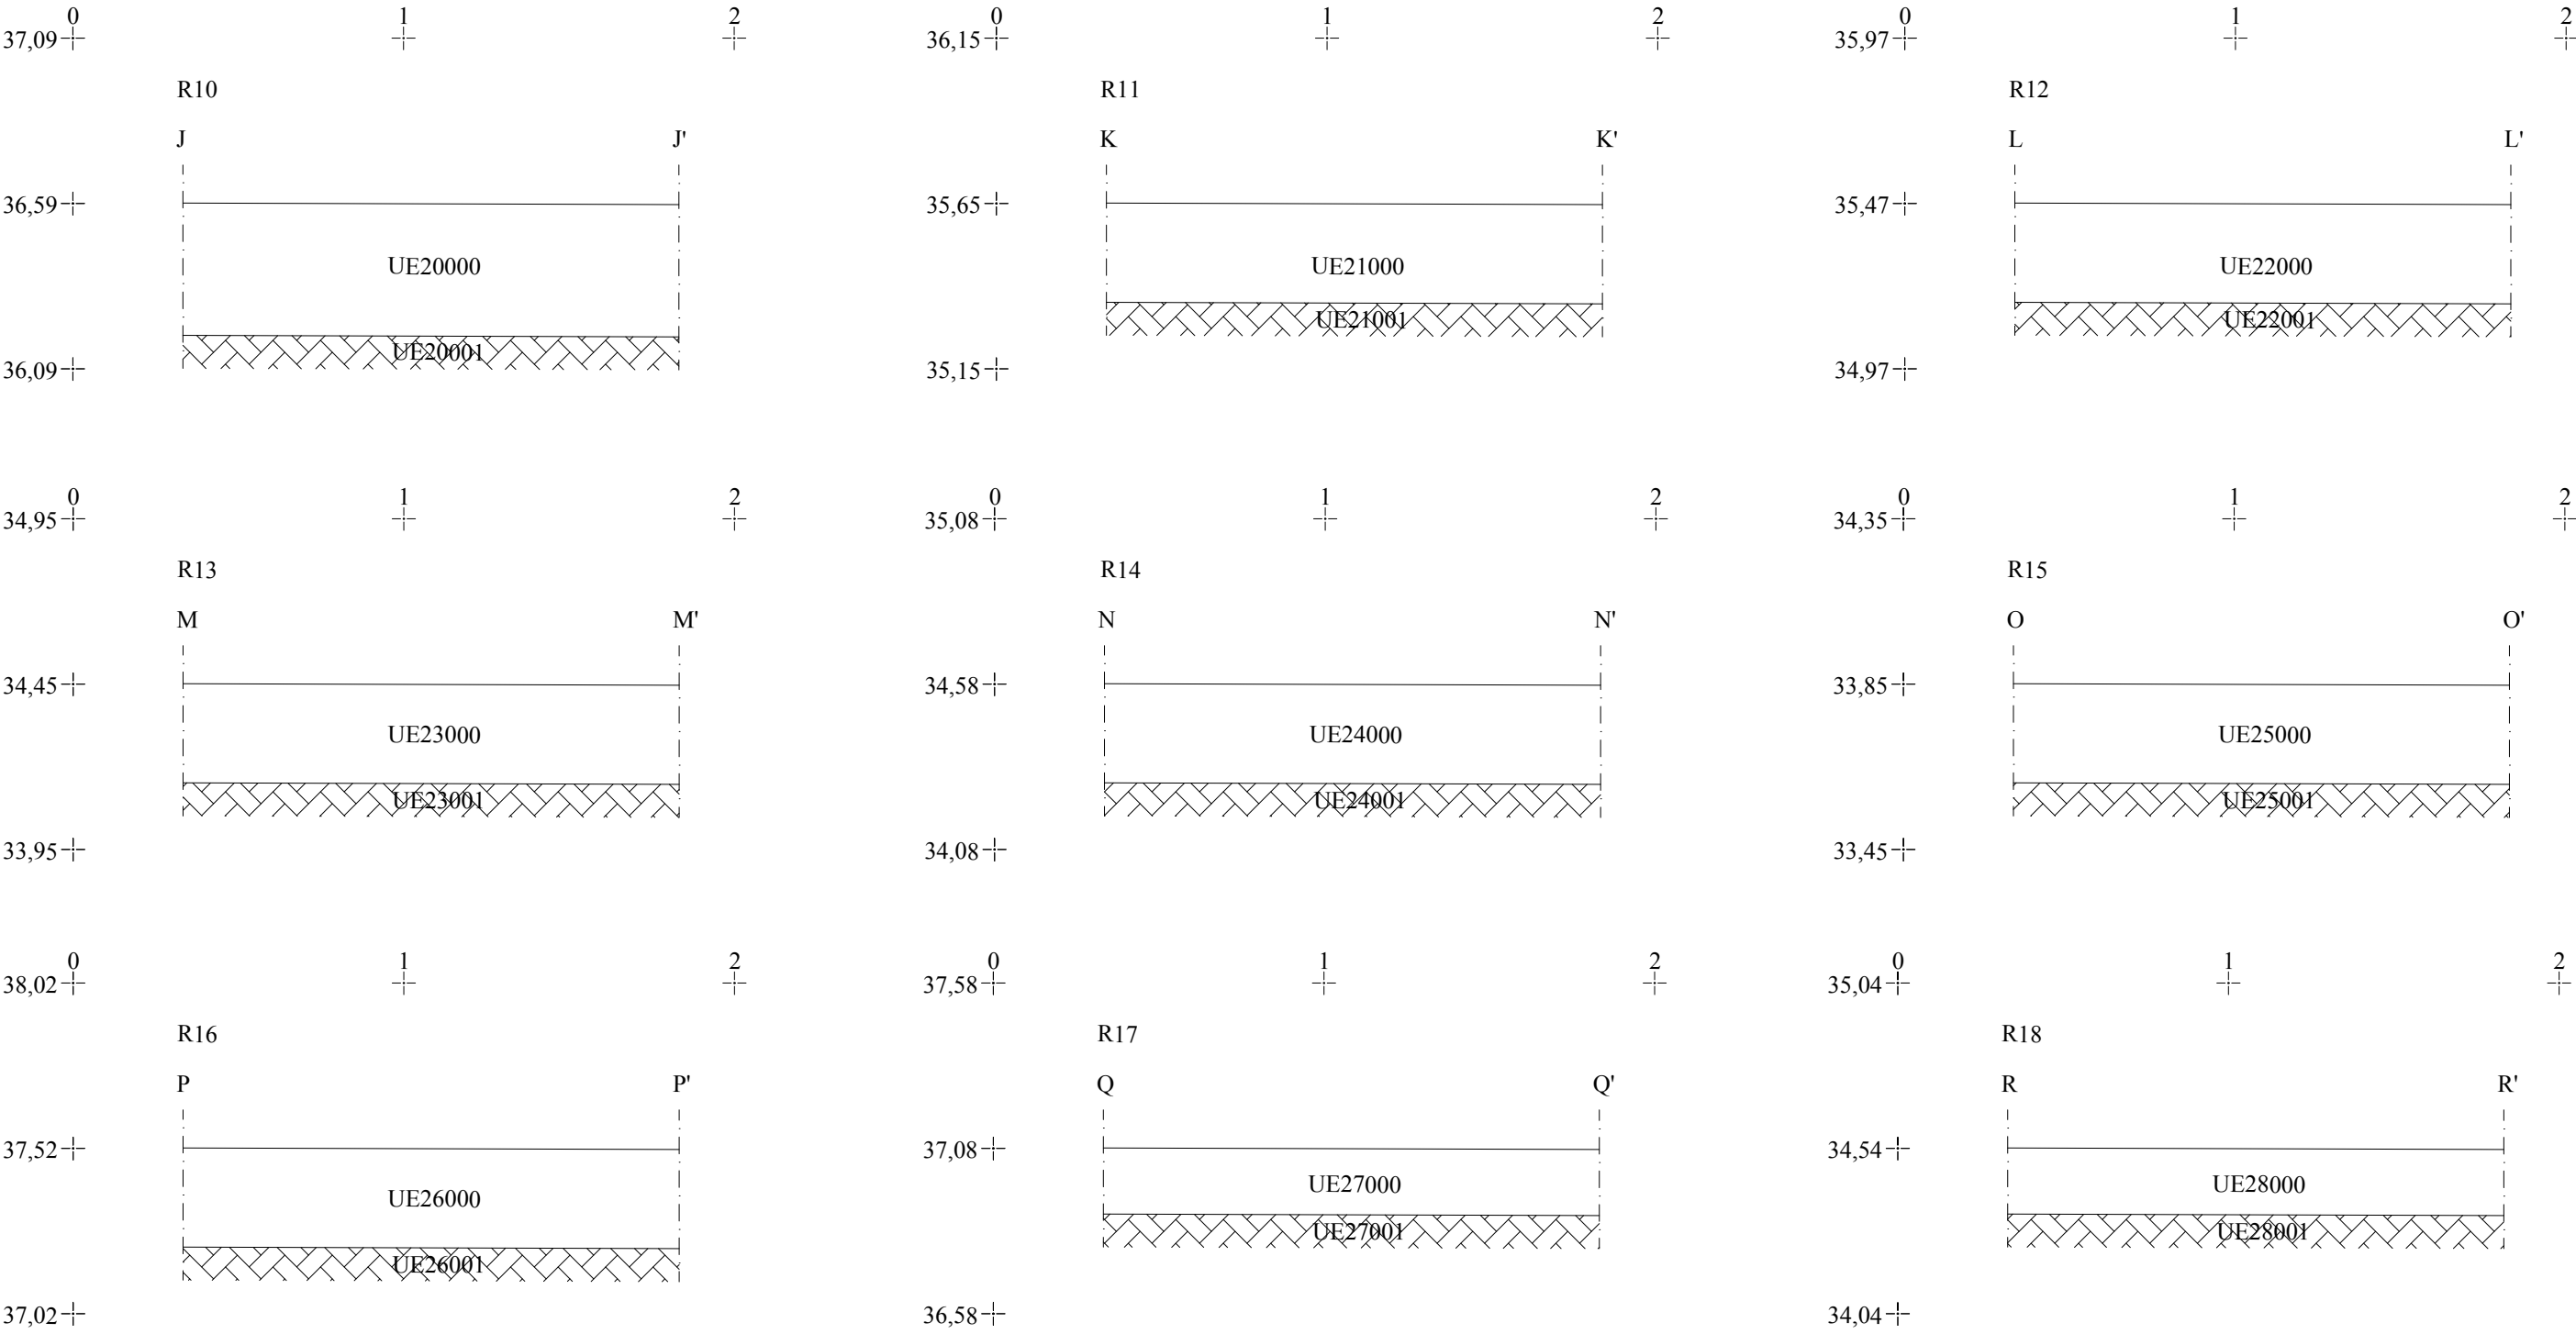 0 1 2
37,09
R10
J J'
36,59
UE20000
UE20001
36,09
0 1 2
36,15
R11
K K'
35,65
UE21000
UE21001
35,15
0 1 2
35,97
R12
L L'
35,47
UE22000
UE22001
34,97
0 1 2
34,95
R13
M M'
34,45
UE23000
UE23001
33,95
0 1 2
35,08
R14
N N'
34,58
UE24000
UE24001
34,08
0 1 2
34,35
R15
O O'
33,85
UE25000
UE25001
33,45
0 1 2
38,02
R16
P P'
37,52
UE26000
UE26001
37,02
0 1 2
37,58
R17
Q Q'
37,08
UE27000
UE27001
36,58
0 1 2
35,04
R18
R R'
34,54
UE28000
UE28001
34,04